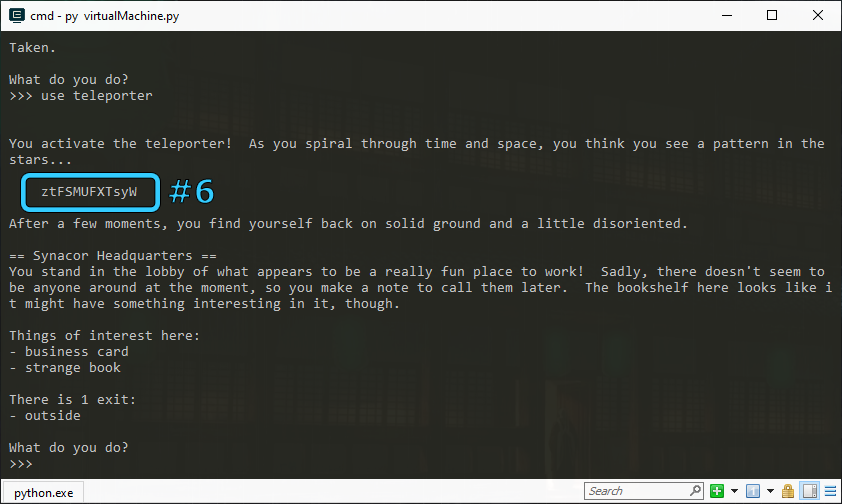 cmd - py  virtualMachine.py
Taken.
What do you do?
>>> use teleporter
You activate the teleporter!  As you spiral through time and space, you think you see a pattern in the
stars...
ztFSMUFXTsyW
#6
After a few moments, you find yourself back on solid ground and a little disoriented.
== Synacor Headquarters ==
You stand in the lobby of what appears to be a really fun place to work!  Sadly, there doesn't seem to
be anyone around at the moment, so you make a note to call them later.  The bookshelf here looks like i
t might have something interesting in it, though.
Things of interest here:
- business card
- strange book
There is 1 exit:
- outside
What do you do?
>>>
python.exe
Search